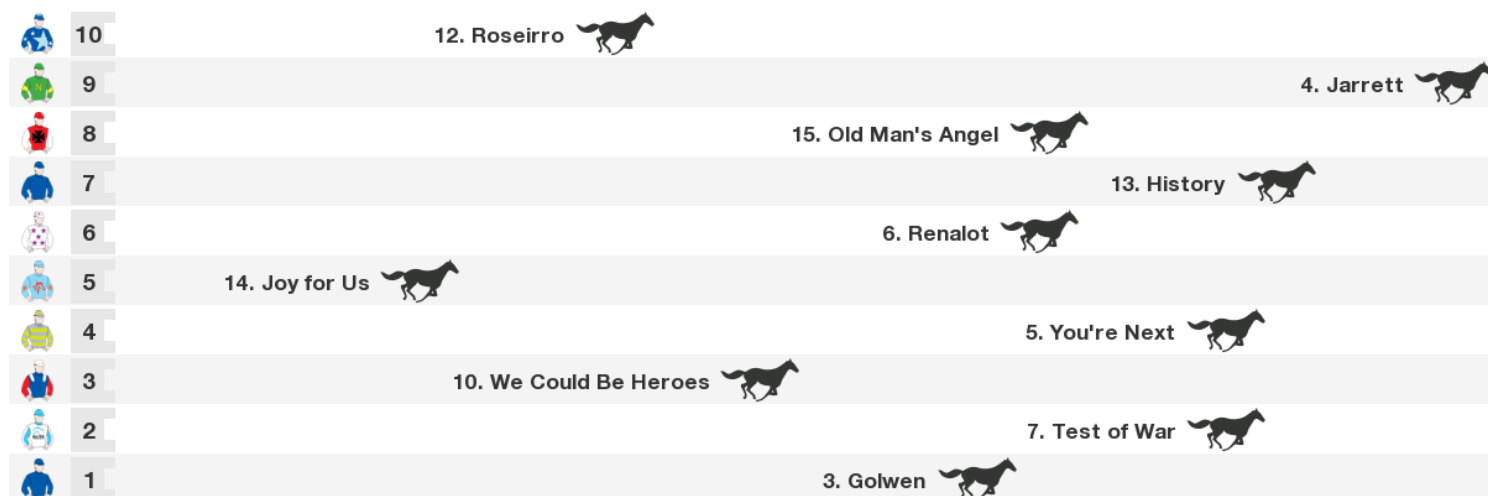 10 12. Roseirro
9 4. Jarrett
8 15. Old Man's Angel
7 13. History
6 6. Renalot
5 14. Joy for Us
4 5. You're Next
3 10. We Could Be Heroes
2 7. Test of War
1 3. Golwen